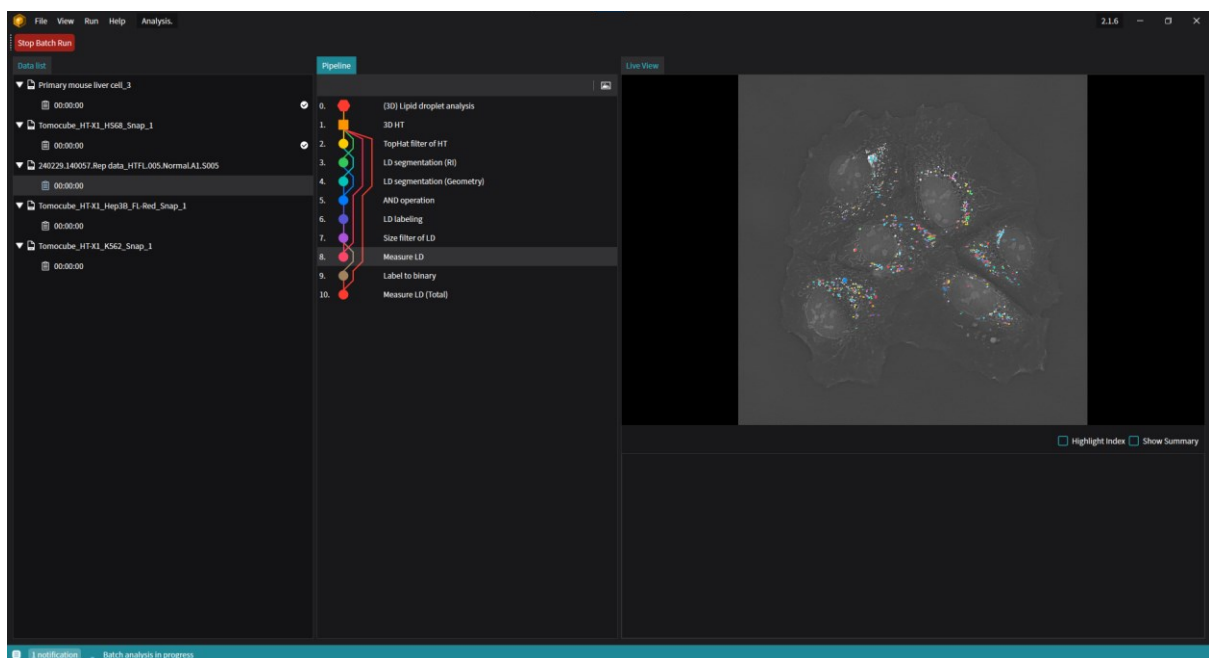 File View Run Help Analysis. 2.1.6
Stop Batch Run
Data list
Primary mouse liver cell_3
00:00:00
Tomocube_HT-X1_HS68_Snap_1
00:00:00
240229.140057.Rep data_HTFL.005.Normal.A1.S005
00:00:00
Tomocube_HT-X1_Hep3B_FL-Red_Snap_1
00:00:00
Tomocube_HT-X1_K562_Snap_1
00:00:00
Pipeline
0. (3D) Lipid droplet analysis
1. 3D HT
2. TopHat filter of HT
3. LD segmentation (RI)
4. LD segmentation (Geometry)
5. AND operation
6. LD labeling
7. Size filter of LD
8. Measure LD
9. Label to binary
10. Measure LD (Total)
Live View
Highlight Index Show Summary
1 notification Batch analysis in progress